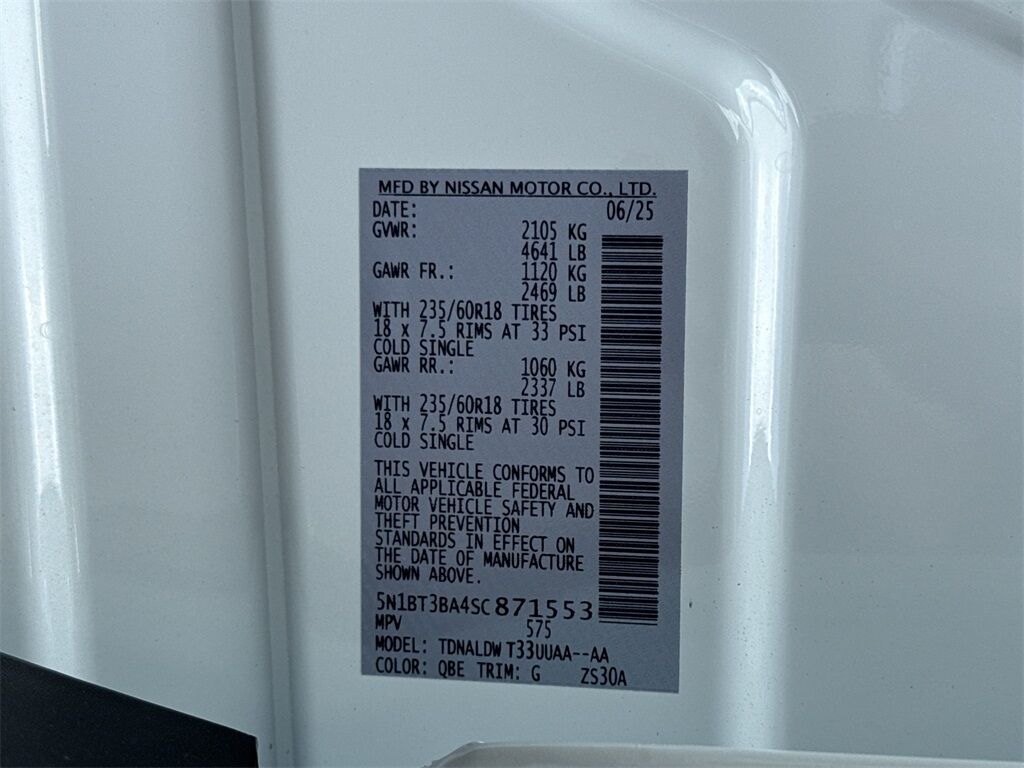 MFD BY NISSAN MOTOR CO., LTD.
DATE: 06/25
GVWR: 2105 KG
4641 LB
GAWR FR.: 1120 KG
2469 LB
WITH 235/60R18 TIRES
18 x 7.5 RIMS AT 33 PSI
COLD SINGLE
GAWR RR.: 1060 KG
2337 LB
WITH 235/60R18 TIRES
18 x 7.5 RIMS AT 30 PSI
COLD SINGLE
THIS VEHICLE CONFORMS TO
ALL APPLICABLE FEDERAL
MOTOR VEHICLE SAFETY AND
THEFT PREVENTION
STANDARDS IN EFFECT ON
THE DATE OF MANUFACTURE
SHOWN ABOVE.
5N1BT3BA4SC871553
MPV 575
MODEL: TDNALDW T33UUAA--AA
COLOR: QBE TRIM: G ZS30A